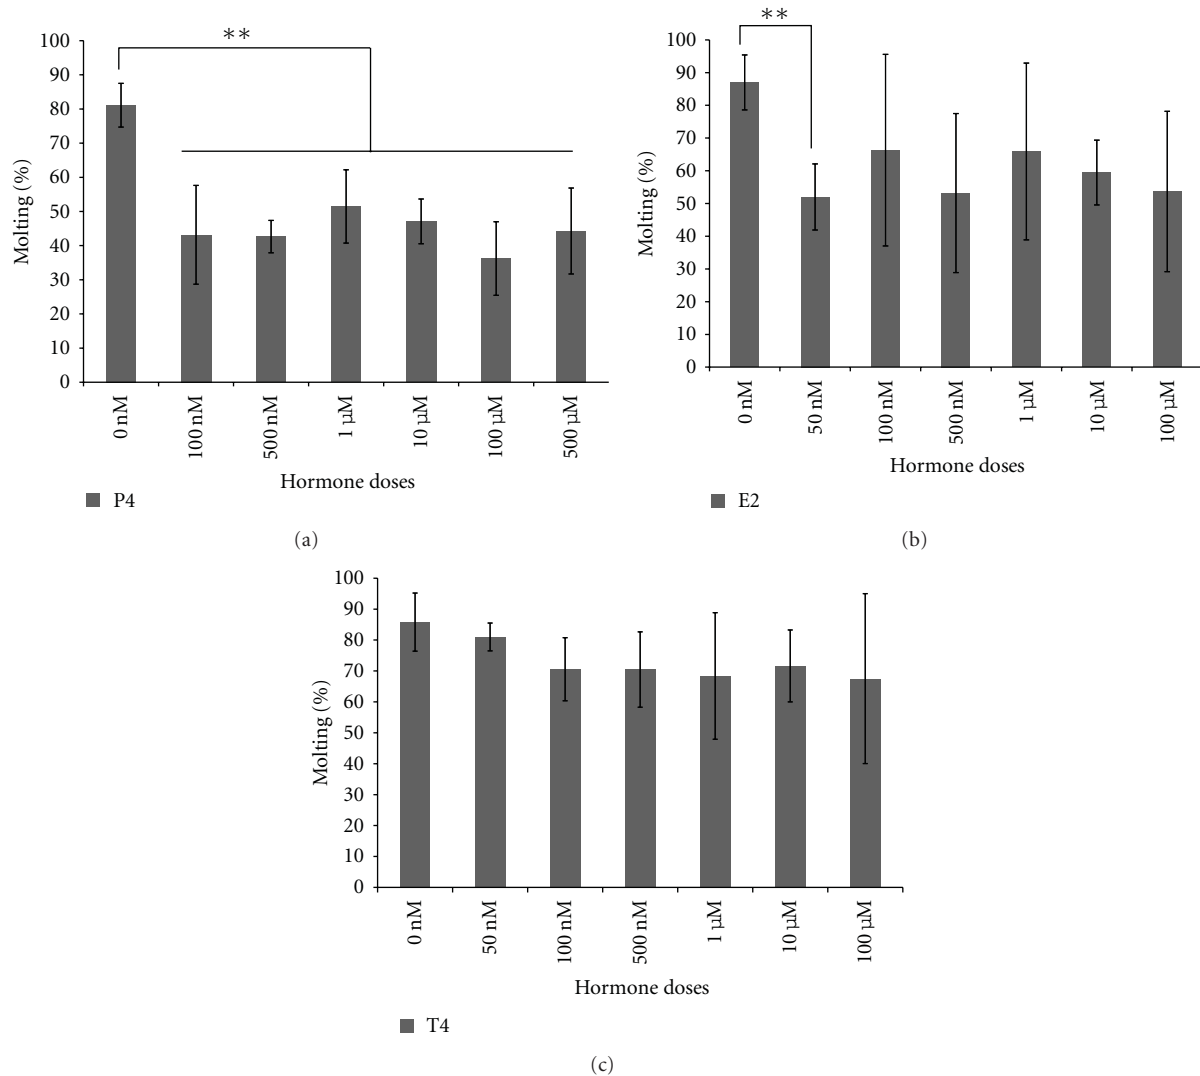 **
100
90
80
70
60
50
40
30
20
10
0
Molting (%)
0 nM
100 nM
500 nM
1 µM
10 µM
100 µM
500 µM
Hormone doses
P4
(a)
**
100
90
80
70
60
50
40
30
20
10
0
Molting (%)
0 nM
50 nM
100 nM
500 nM
1 µM
10 µM
100 µM
Hormone doses
E2
(b)
100
90
80
70
60
50
40
30
20
10
0
Molting (%)
0 nM
50 nM
100 nM
500 nM
1 µM
10 µM
100 µM
Hormone doses
T4
(c)